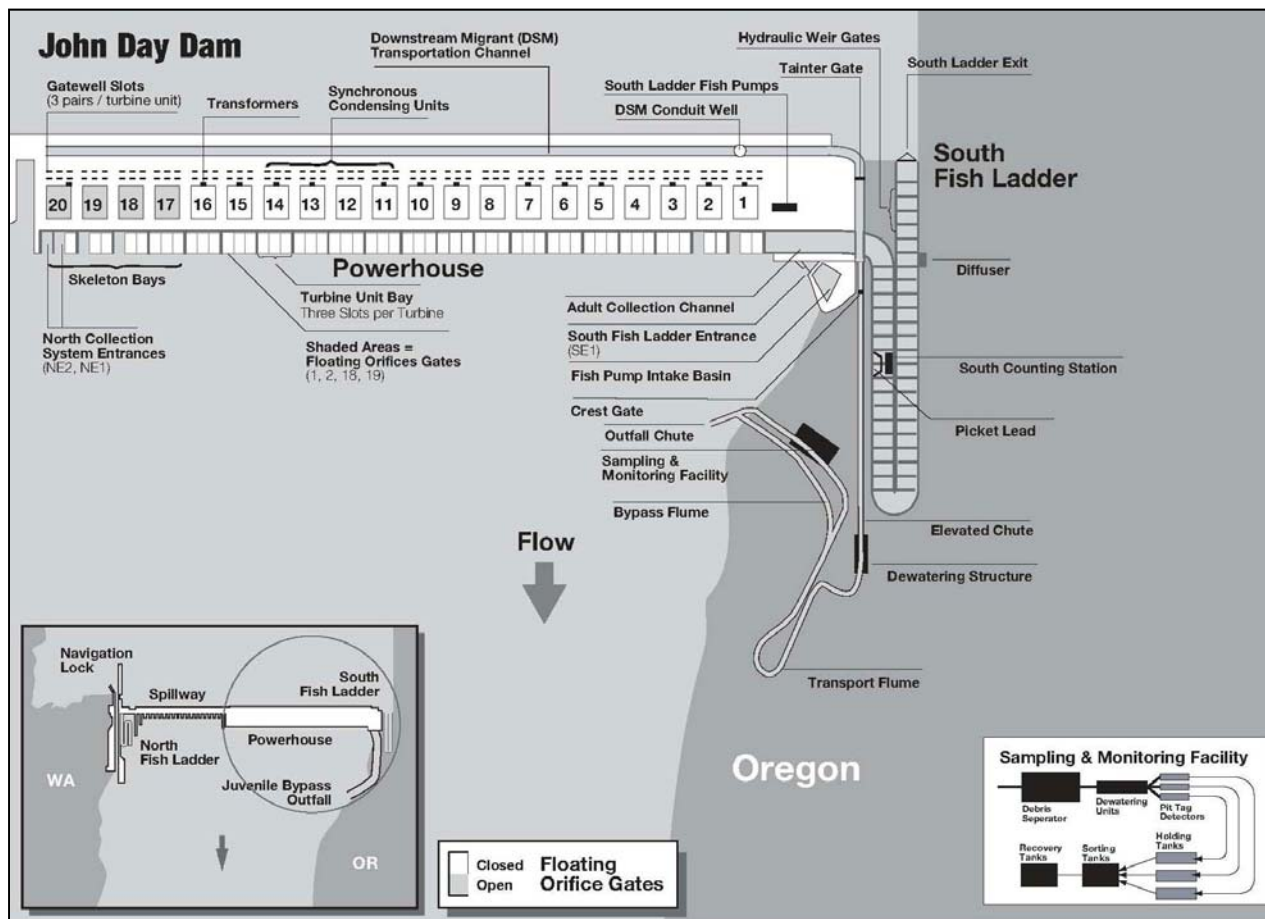 John Day Dam
Downstream Migrant (DSM)
Transportation Channel
Hydraulic Weir Gates
Tainter Gate
South Ladder Exit
Gatewell Slots
(3 pairs / turbine unit)
Transformers
Synchronous
Condensing Units
South Ladder Fish Pumps
DSM Conduit Well
South
Fish Ladder
20 19 18 17 16 15 14 13 12 11 10 9 8 7 6 5 4 3 2 1
Skeleton Bays
Powerhouse
Diffuser
Turbine Unit Bay
Three Slots per Turbine
Adult Collection Channel
North Collection
System Entrances
(NE2, NE1)
Shaded Areas =
Floating Orifices Gates
(1, 2, 18, 19)
South Fish Ladder Entrance
(SE1)
Fish Pump Intake Basin
South Counting Station
Crest Gate
Outfall Chute
Picket Lead
Sampling &
Monitoring Facility
Bypass Flume
Elevated Chute
Flow
Dewatering Structure
Transport Flume
Oregon
Navigation
Lock
Spillway
South
Fish Ladder
North
Fish Ladder
Powerhouse
WA
Juvenile Bypass
Outfall
OR
Closed
Open
Floating
Orifice Gates
Sampling & Monitoring Facility
Debris
Seperator
Dewatering
Units
Pit Tag
Detectors
Recovery
Tanks
Sorting
Tanks
Holding
Tanks